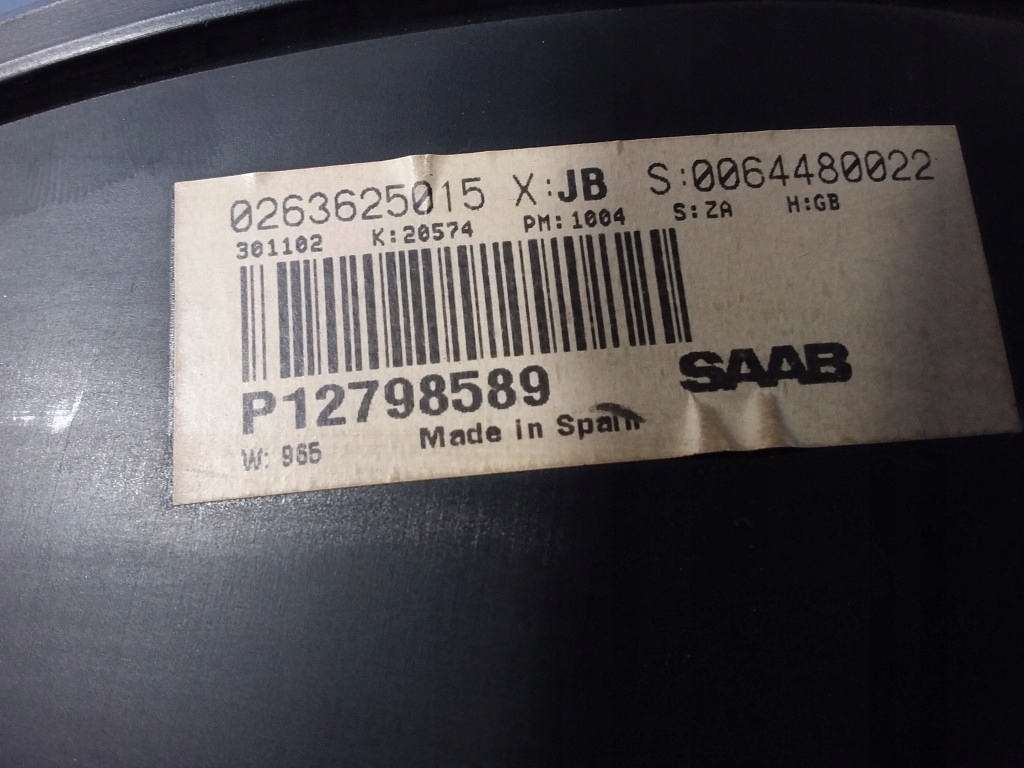 0263625015 X:JB S:0064480022
301102 K:20574 PM:1004 S:ZA H:GB
P12798589 SAAB
Made in Spain
W: 965